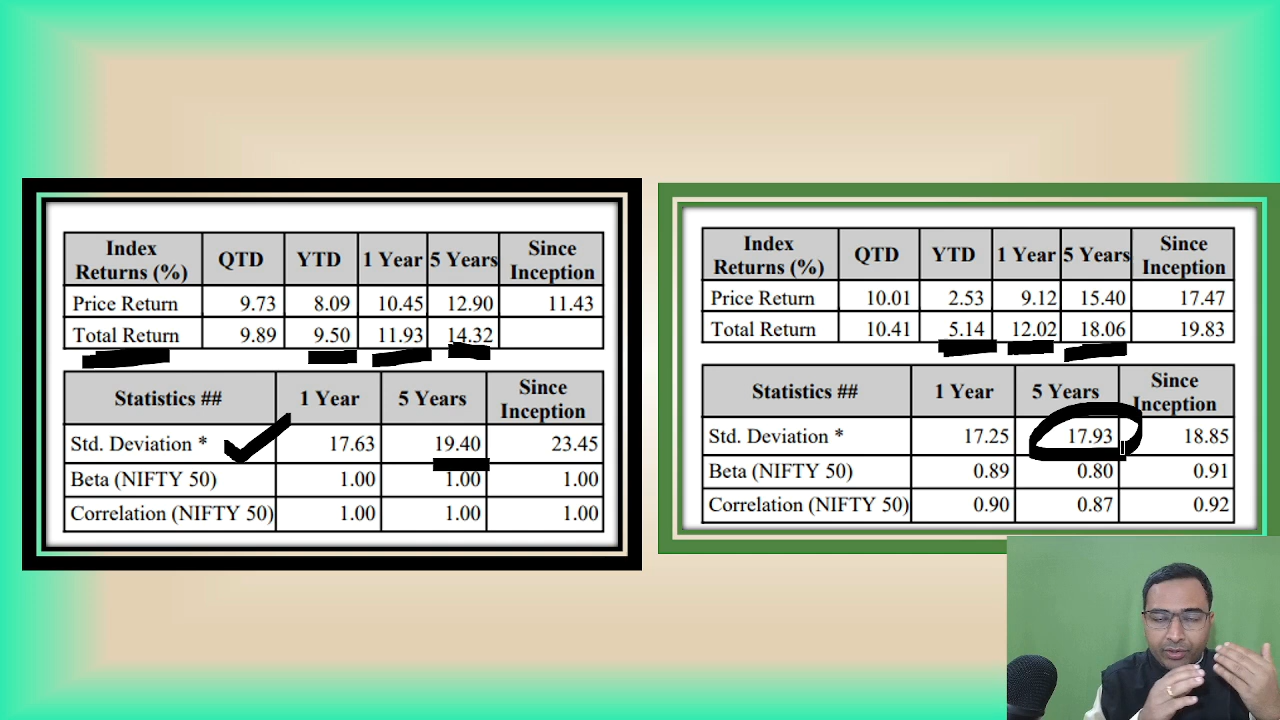 Index Returns (%) QTD YTD 1 Year 5 Years Since Inception
Price Return 9.73 8.09 10.45 12.90 11.43
Total Return 9.89 9.50 11.93 14.32
Statistics ## 1 Year 5 Years Since Inception
Std. Deviation * 17.63 19.40 23.45
Beta (NIFTY 50) 1.00 1.00 1.00
Correlation (NIFTY 50) 1.00 1.00 1.00
Index Returns (%) QTD YTD 1 Year 5 Years Since Inception
Price Return 10.01 2.53 9.12 15.40 17.47
Total Return 10.41 5.14 12.02 18.06 19.83
Statistics ## 1 Year 5 Years Since Inception
Std. Deviation * 17.25 17.93 18.85
Beta (NIFTY 50) 0.89 0.80 0.91
Correlation (NIFTY 50) 0.90 0.87 0.92